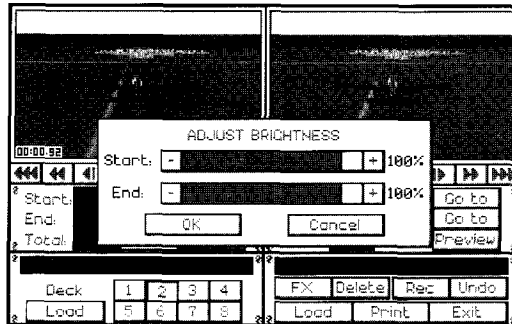 00:00.92
ADJUST BRIGHTNESS
Start: - + 100%
End: - + 100%
OK Cancel
Start:
End:
Total:
Go to
Go to
Preview
Deck 1 2 3 4
Load 5 6 7 8
FX Delete Rec Undo
Load Print Exit